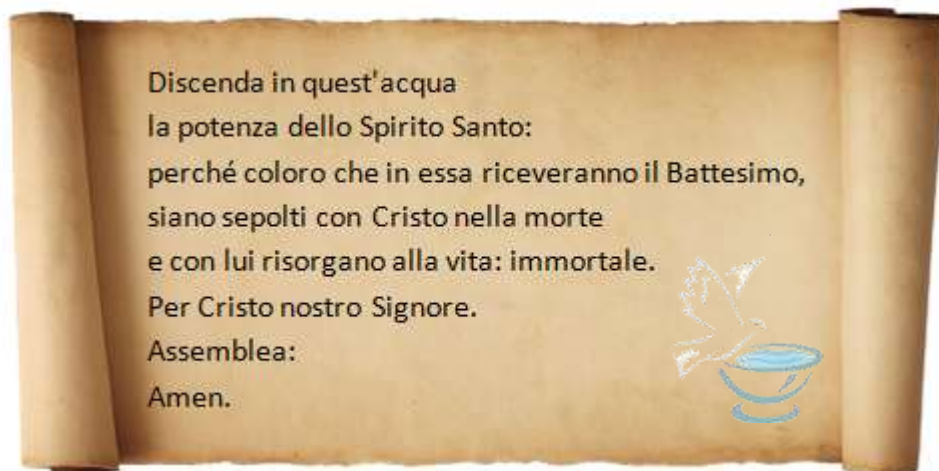 Discenda in quest'acqua
la potenza dello Spirito Santo:
perché coloro che in essa riceveranno il Battesimo,
siano sepolti con Cristo nella morte
e con lui risorgano alla vita: immortale.
Per Cristo nostro Signore.
Assemblea:
Amen.